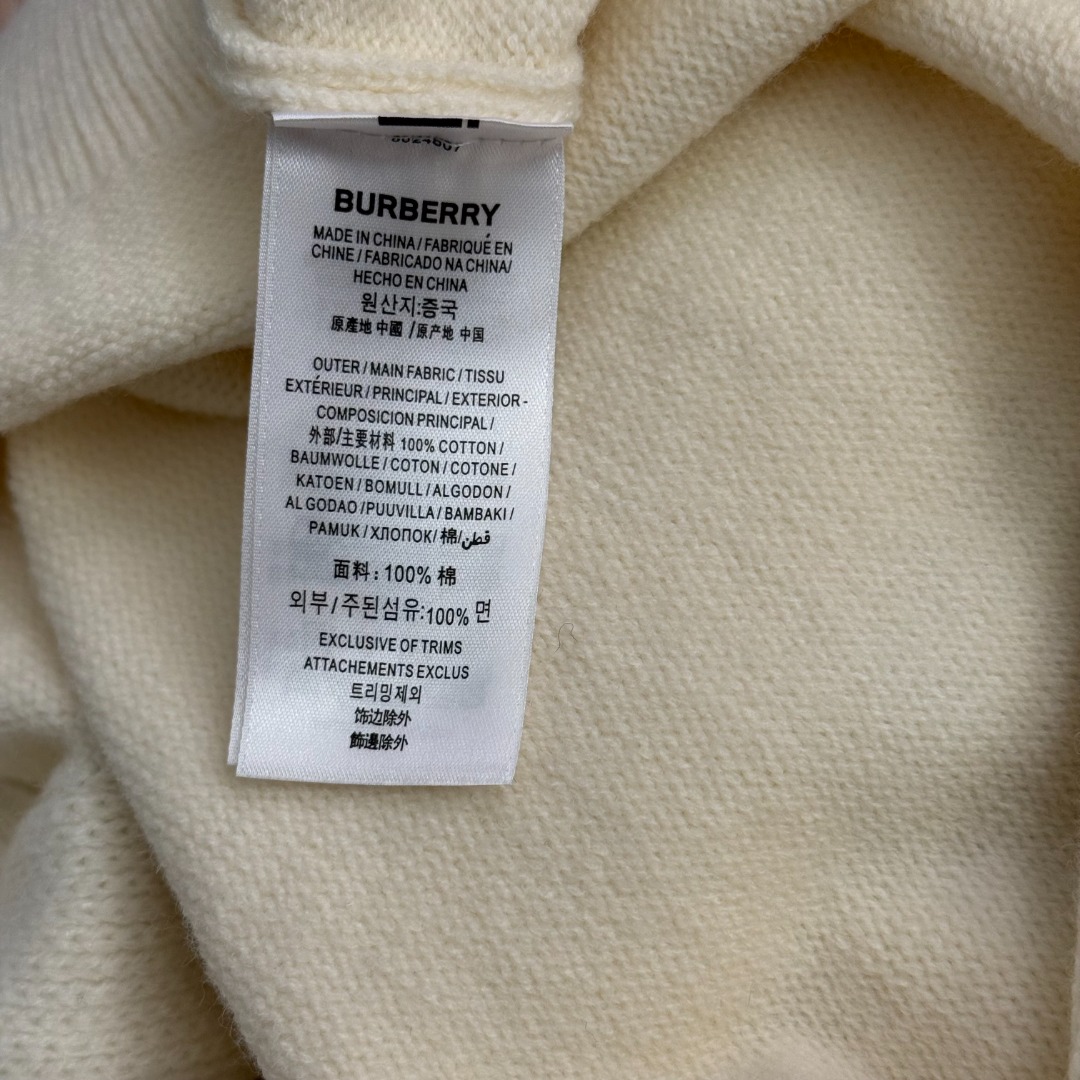 8024607
BURBERRY
MADE IN CHINA / FABRIQUÉ EN
CHINE / FABRICADO NA CHINA/
HECHO EN CHINA
원산지:중국
原產地 中國 /原产地 中国
OUTER / MAIN FABRIC / TISSU
EXTÉRIEUR / PRINCIPAL / EXTERIOR -
COMPOSICION PRINCIPAL /
外部/主要材料 100% COTTON /
BAUMWOLLE / COTON / COTONE /
KATOEN / BOMULL / ALGODON /
AL GODAO / PUUVILLA / BAMBAKI /
PAMUK / ХЛОПОК/ 棉/قطن
面料：100% 棉
외부/주된섬유:100% 면
EXCLUSIVE OF TRIMS
ATTACHEMENTS EXCLUS
트리밍제외
饰边除外
飾邊除外